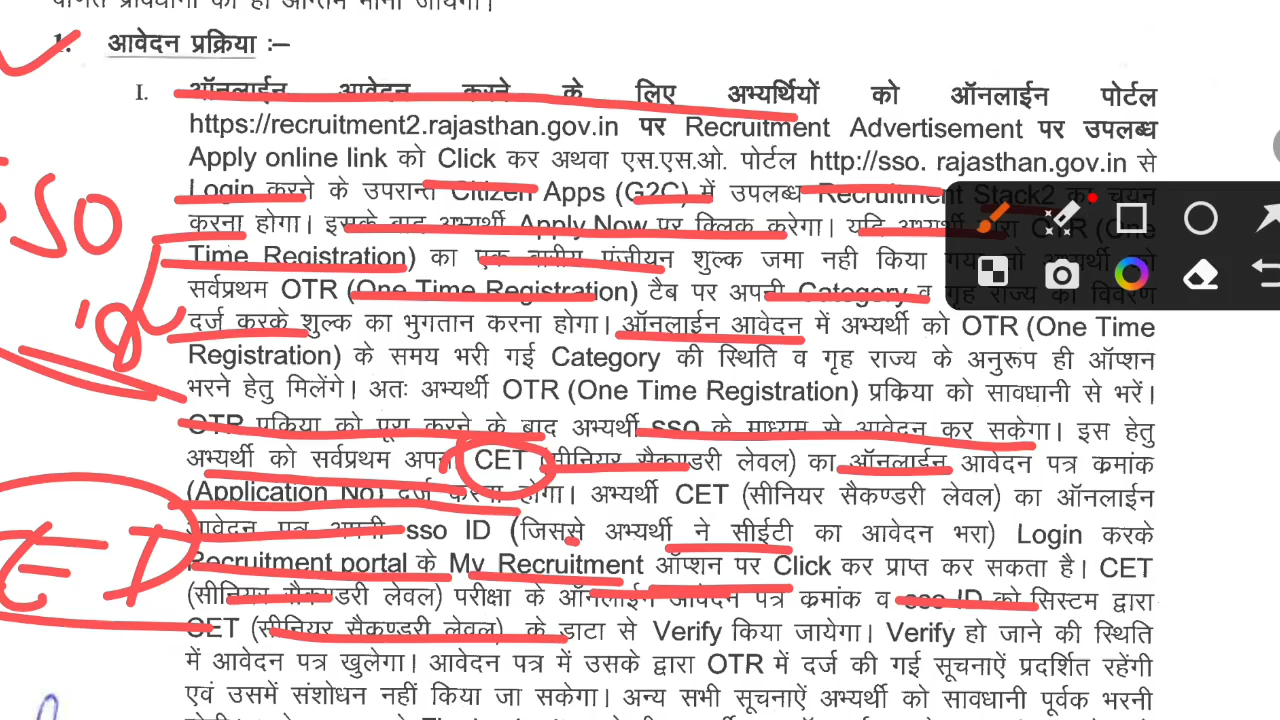 वर्णित प्रावधानों को ही अन्तिम माना जायेगा।
1. आवेदन प्रक्रिया :–
I. ऑनलाईन आवेदन करने के लिए अभ्यर्थियों को ऑनलाईन पोर्टल
https://recruitment2.rajasthan.gov.in पर Recruitment Advertisement पर उपलब्ध
Apply online link को Click कर अथवा एस.एस.ओ. पोर्टल http://sso. rajasthan.gov.in से
Login करने के उपरान्त Citizen Apps (G2C) में उपलब्ध Recruitment Stack2 का चयन
करना होगा। इसके बाद अभ्यर्थी Apply Now पर क्लिक करेगा। यदि अभ्यर्थी द्वारा OTR (One
Time Registration) का एक बारीय पंजीयन शुल्क जमा नही किया गया तो अभ्यर्थी को
सर्वप्रथम OTR (One Time Registration) टैब पर अपनी Category व गृह राज्य का विवरण
दर्ज करके शुल्क का भुगतान करना होगा। ऑनलाईन आवेदन में अभ्यर्थी को OTR (One Time
Registration) के समय भरी गई Category की स्थिति व गृह राज्य के अनुरूप ही ऑप्शन
भरने हेतु मिलेंगे। अतः अभ्यर्थी OTR (One Time Registration) प्रक्रिया को सावधानी से भरें।
OTR प्रक्रिया को पूरा करने के बाद अभ्यर्थी sso के माध्यम से आवेदन कर सकेगा। इस हेतु
अभ्यर्थी को सर्वप्रथम अपना CET (सीनियर सैकण्डरी लेवल) का ऑनलाईन आवेदन पत्र क्रमांक
(Application No) दर्ज करना होगा। अभ्यर्थी CET (सीनियर सैकण्डरी लेवल) का ऑनलाईन
आवेदन पत्र अपनी sso ID (जिससे अभ्यर्थी ने सीईटी का आवेदन भरा) Login करके
Recruitment portal के My Recruitment ऑप्शन पर Click कर प्राप्त कर सकता है। CET
(सीनियर सैकण्डरी लेवल) परीक्षा के ऑनलाईन आवेदन पत्र क्रमांक व sso ID को सिस्टम द्वारा
CET (सीनियर सैकण्डरी लेवल) के डाटा से Verify किया जायेगा। Verify हो जाने की स्थिति
में आवेदन पत्र खुलेगा। आवेदन पत्र में उसके द्वारा OTR में दर्ज की गई सूचनाऐं प्रदर्शित रहेंगी
एवं उसमें संशोधन नहीं किया जा सकेगा। अन्य सभी सूचनाऐं अभ्यर्थी को सावधानी पूर्वक भरनी
SSO